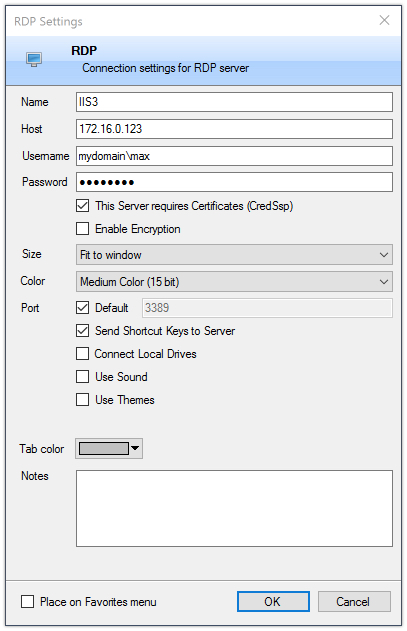 RDP Settings
RDP
Connection settings for RDP server
Name IIS3
Host 172.16.0.123
Username mydomain\max
Password ●●●●●●●●
This Server requires Certificates (CredSsp)
Enable Encryption
Size Fit to window
Color Medium Color (15 bit)
Port Default 3389
Send Shortcut Keys to Server
Connect Local Drives
Use Sound
Use Themes
Tab color
Notes
Place on Favorites menu OK Cancel